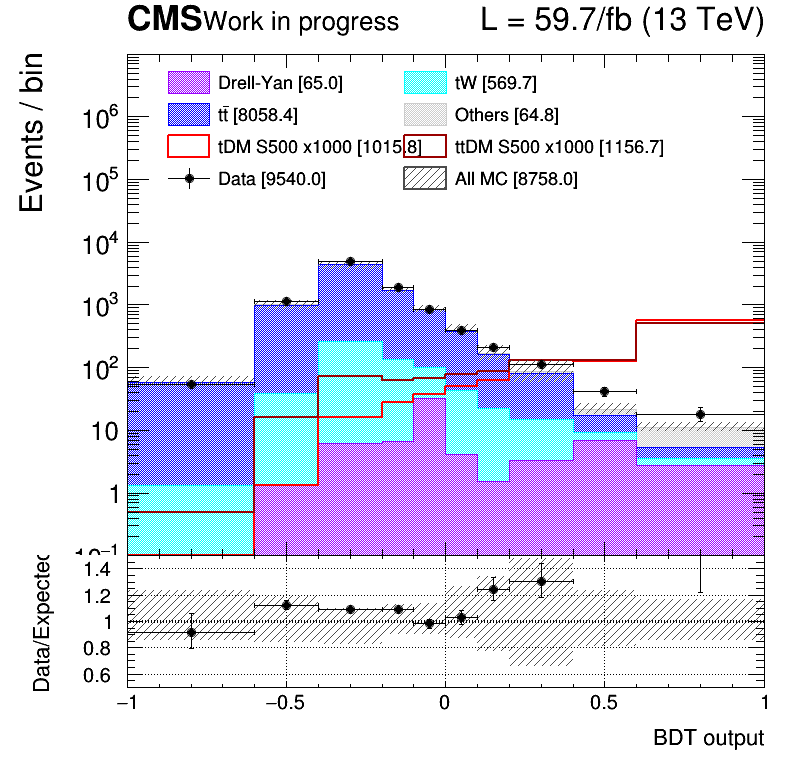 CMS Work in progress L = 59.7/fb (13 TeV)
Events / bin
Drell-Yan [65.0] tW [569.7]
tt̄ [8058.4] Others [64.8]
tDM S500 x1000 [1015.8] ttDM S500 x1000 [1156.7]
Data [9540.0] All MC [8758.0]
10⁶
10⁵
10⁴
10³
10²
10
1
10⁻¹
Data/Expected
1.4
1.2
1
0.8
0.6
−1 −0.5 0 0.5 1
BDT output